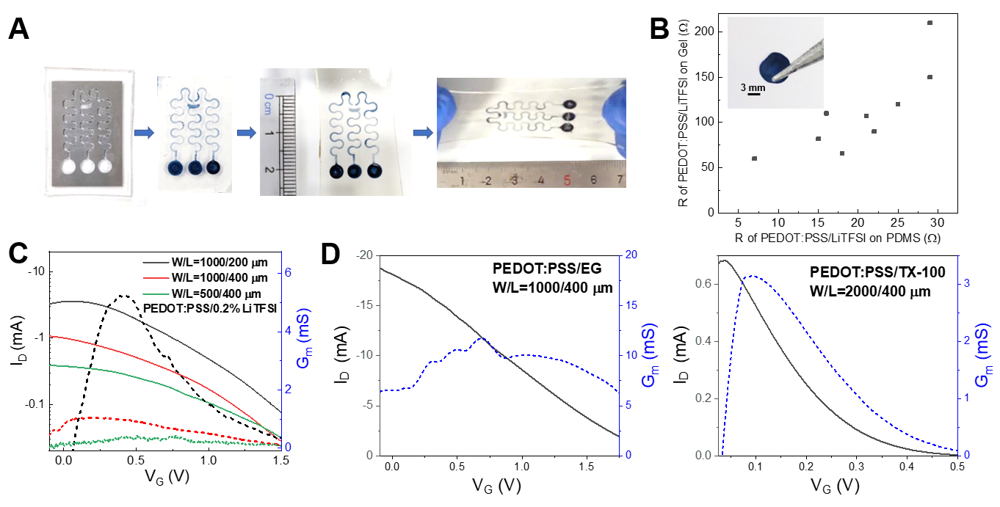 A
0 cm
1
2
1 2 3 4 5 6 7
B
R of PEDOT:PSS/LiTFSI on Gel (Ω)
200
150
100
50
0
3 mm
5 10 15 20 25 30
R of PEDOT:PSS/LiTFSI on PDMS (Ω)
C
I_D (mA)
-10
-1
-0.1
W/L=1000/200 μm
W/L=1000/400 μm
W/L=500/400 μm
PEDOT:PSS/0.2% LiTFSI
6
4
2
0
G_m (mS)
0.0 0.5 1.0 1.5
V_G (V)
D
I_D (mA)
-20
-15
-10
-5
0
PEDOT:PSS/EG
W/L=1000/400 μm
20
15
10
5
0
G_m (mS)
0.0 0.5 1.0 1.5
V_G (V)
I_D (mA)
0.6
0.4
0.2
0.0
PEDOT:PSS/TX-100
W/L=2000/400 μm
3
2
1
0
G_m (mS)
0.1 0.2 0.3 0.4 0.5
V_G (V)